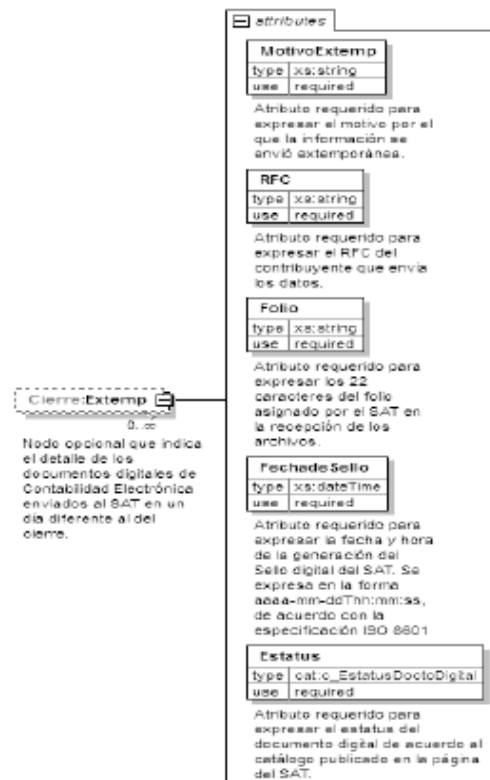 attributes
MotivoExtemp
type xs:string
use required
Atributo requerido para
expresar el motivo por el
que la información se
envió extemporánea.
RFC
type xs:string
use required
Atributo requerido para
expresar el RFC del
contribuyente que envía
los datos.
Folio
type xs:string
use required
Atributo requerido para
expresar los 22
caracteres del folio
asignado por el SAT en
la recepción de los
archivos.
Cierre:Extemp
0..∞
Nodo opcional que indica
el detalle de los
documentos digitales de
Contabilidad Electrónica
enviados al SAT en un
día diferente al del
cierre.
FechadeSello
type xs:dateTime
use required
Atributo requerido para
expresar la fecha y hora
de la generación del
Sello digital del SAT. Se
expresa en la forma
aaaa-mm-ddThh:mm:ss,
de acuerdo con la
especificación ISO 8601
Estatus
type cat:c_EstatusDoctoDigital
use required
Atributo requerido para
expresar el estatus del
documento digital de acuerdo al
catálogo publicado en la página
del SAT.